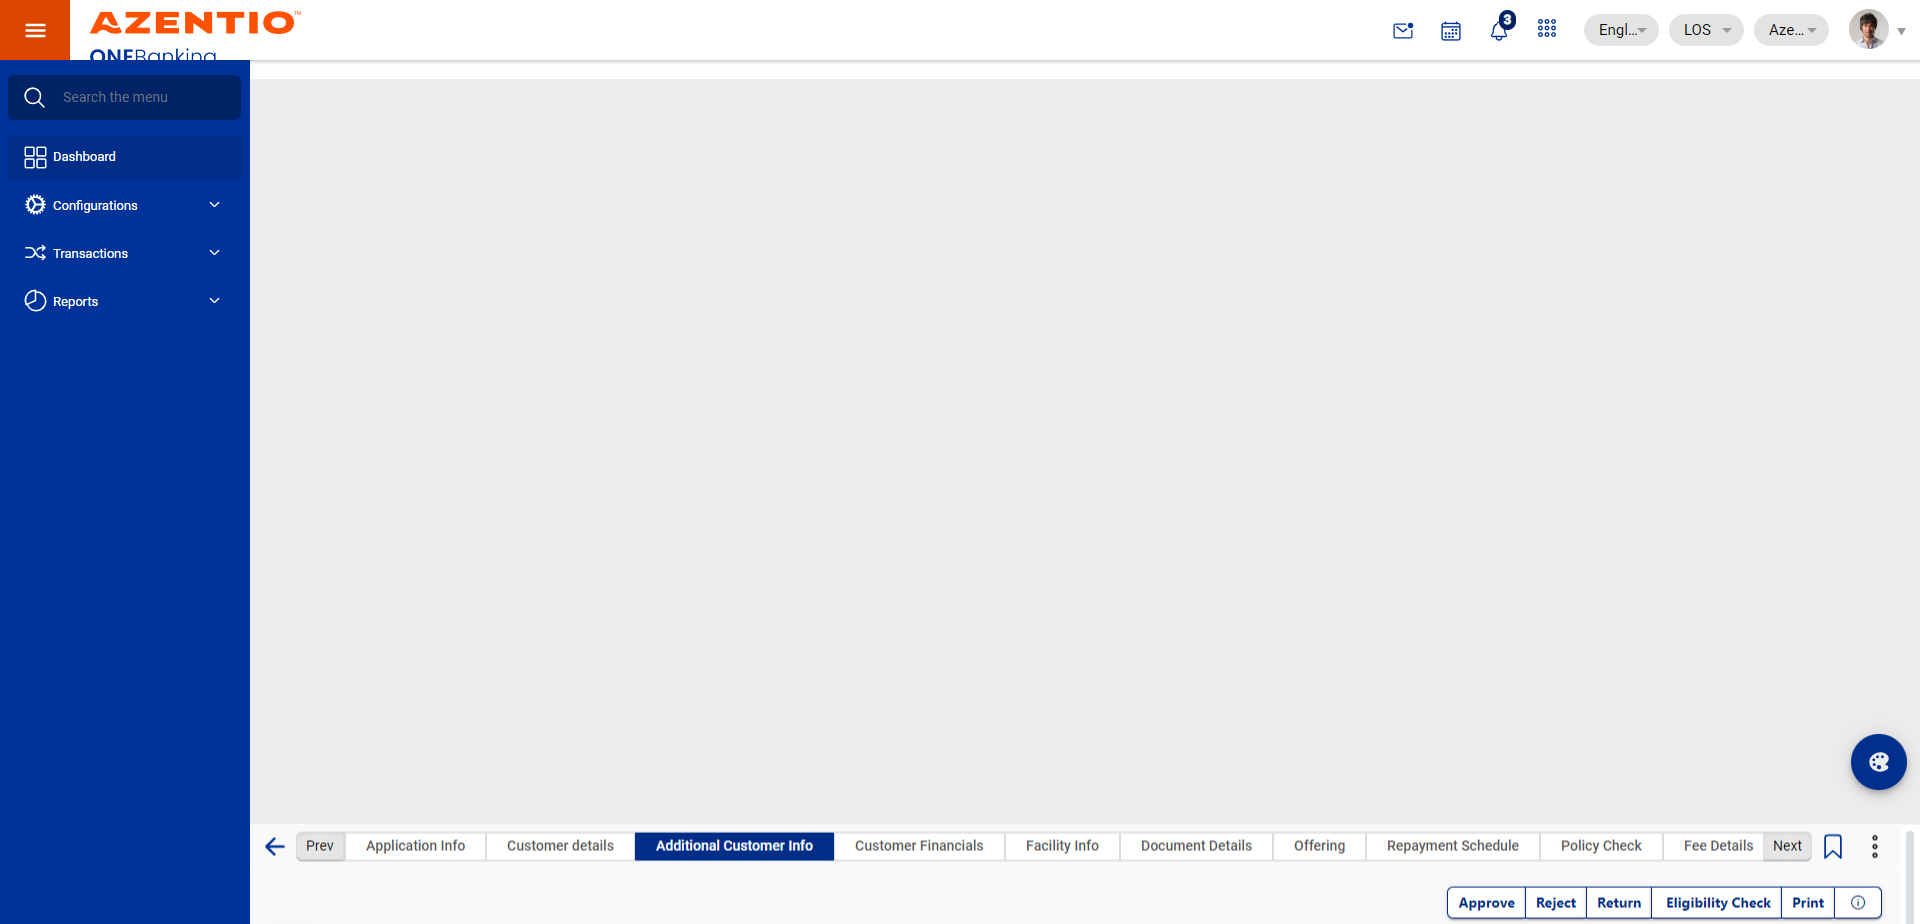 AZENTIO™
ONEBanking
3
Engl...
LOS
Aze...
Search the menu
Dashboard
Configurations
Transactions
Reports
Prev
Application Info
Customer details
Additional Customer Info
Customer Financials
Facility Info
Document Details
Offering
Repayment Schedule
Policy Check
Fee Details
Next
Approve
Reject
Return
Eligibility Check
Print